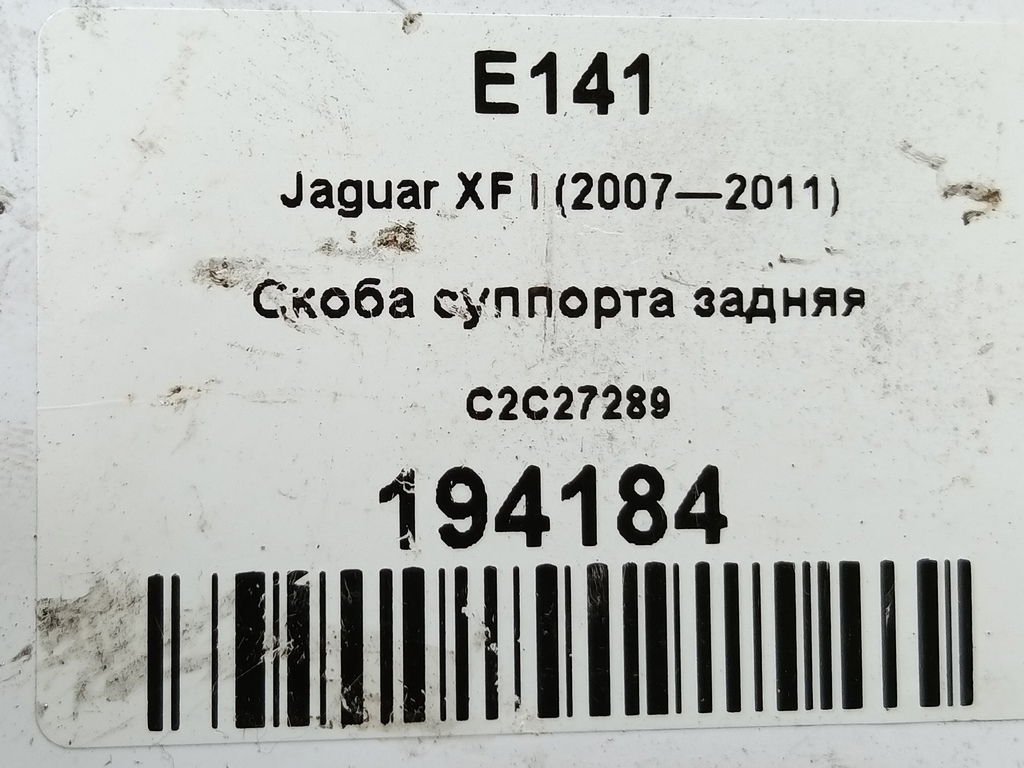 E141
Jaguar XF I (2007—2011)
Скоба суппорта задняя
C2C27289
194184